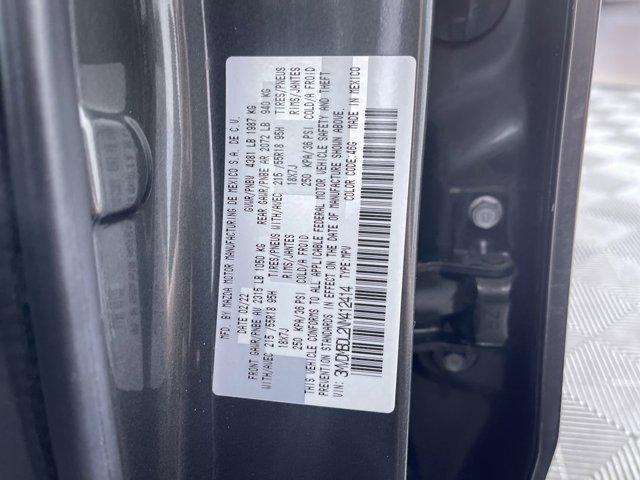 MFD. BY MAZDA MOTOR MANUFACTURING DE MEXICO S.A. DE C.V.
DATE 02/22 GVWR/PNBV 4381 LB 1987 KG
FRONT GAWR/PNBE AV 2315 LB 1050 KG REAR GAWR/PNBE AR 2072 LB 940 KG
WITH/AVEC 215/55R18 95H TIRES/PNEUS WITH/AVEC 215/55R18 95H TIRES/PNEUS
18X7J RIMS/JANTES 18X7J RIMS/JANTES
250 KPA/36 PSI COLD/A FROID 250 KPA/36 PSI COLD/A FROID
THIS VEHICLE CONFORMS TO ALL APPLICABLE FEDERAL MOTOR VEHICLE SAFETY AND THEFT
PREVENTION STANDARDS IN EFFECT ON THE DATE OF MANUFACTURE SHOWN ABOVE.
VIN: TYPE:MPV COLOR CODE:46G MADE IN MEXICO